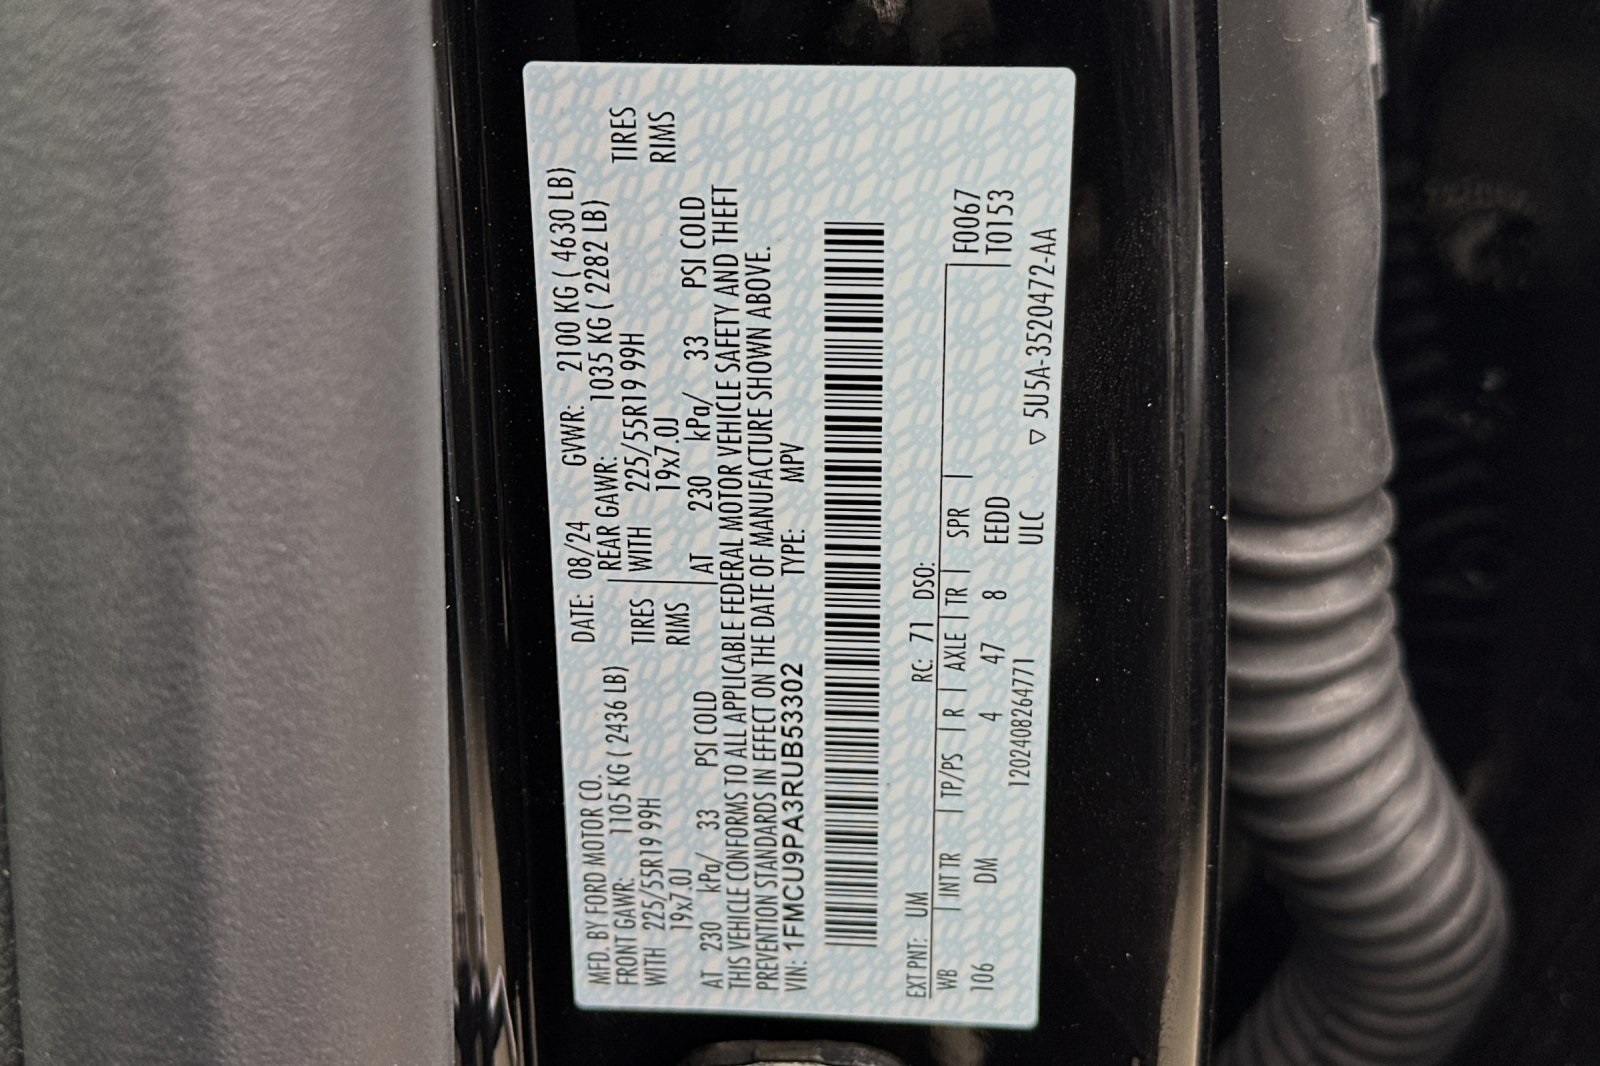 MFD. BY FORD MOTOR CO. DATE: 08/24 GVWR: 2100 KG ( 4630 LB)
FRONT GAWR: 1105 KG ( 2436 LB) REAR GAWR: 1035 KG ( 2282 LB)
WITH 225/55R19 99H TIRES WITH 225/55R19 99H TIRES
19x7.0J RIMS 19x7.0J RIMS
AT 230 kPa/ 33 PSI COLD AT 230 kPa/ 33 PSI COLD
THIS VEHICLE CONFORMS TO ALL APPLICABLE FEDERAL MOTOR VEHICLE SAFETY AND THEFT
PREVENTION STANDARDS IN EFFECT ON THE DATE OF MANUFACTURE SHOWN ABOVE.
VIN: 1FMCU9PA3RUB53302 TYPE: MPV
EXT PNT: UM RC: 71 DSO:
WB INT TR TP/PS R AXLE TR SPR F0067
106 DM 4 47 8 EEDD T0153
1202408264771 ULC ▽ 5U5A-3520472-AA